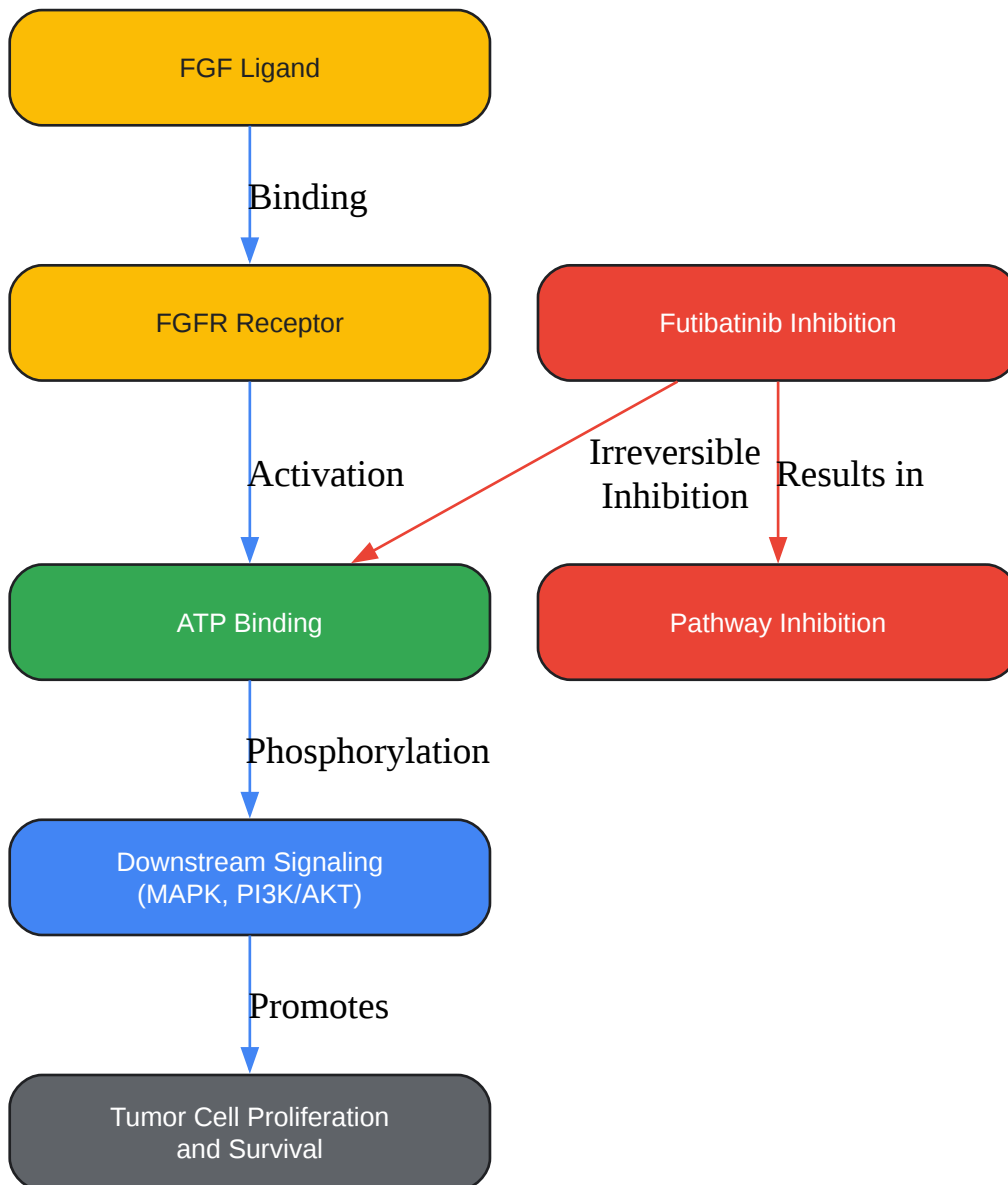 FGF Ligand
Binding
FGFR Receptor
Futibatinib Inhibition
Activation
Irreversible
Inhibition
Results in
ATP Binding
Pathway Inhibition
Phosphorylation
Downstream Signaling
(MAPK, PI3K/AKT)
Promotes
Tumor Cell Proliferation
and Survival